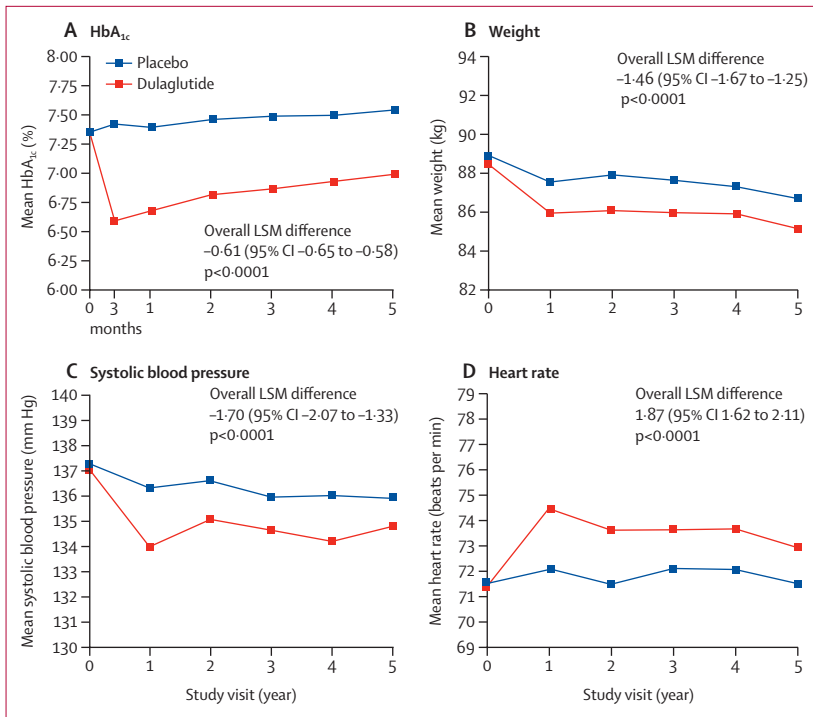 A HbA1c
8·00
7·75
7·50
7·25
7·00
6·75
6·50
6·25
6·00
Mean HbA1c (%)
Placebo
Dulaglutide
Overall LSM difference
–0·61 (95% CI –0·65 to –0·58)
p<0·0001
0 3 1 2 3 4 5
months
B Weight
94
92
90
88
86
84
82
Mean weight (kg)
Overall LSM difference
–1·46 (95% CI –1·67 to –1·25)
p<0·0001
0 1 2 3 4 5
C Systolic blood pressure
140
139
138
137
136
135
134
133
132
131
130
Mean systolic blood pressure (mm Hg)
Overall LSM difference
–1·70 (95% CI –2·07 to –1·33)
p<0·0001
0 1 2 3 4 5
Study visit (year)
D Heart rate
79
78
77
76
75
74
73
72
71
70
69
Mean heart rate (beats per min)
Overall LSM difference
1·87 (95% CI 1·62 to 2·11)
p<0·0001
0 1 2 3 4 5
Study visit (year)